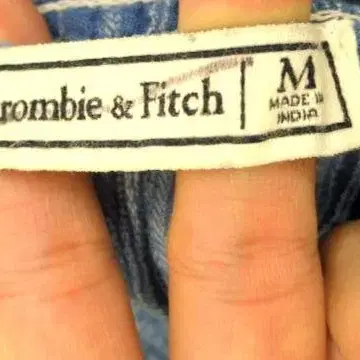 rombie & Fitch
M
MADE IN
INDIA